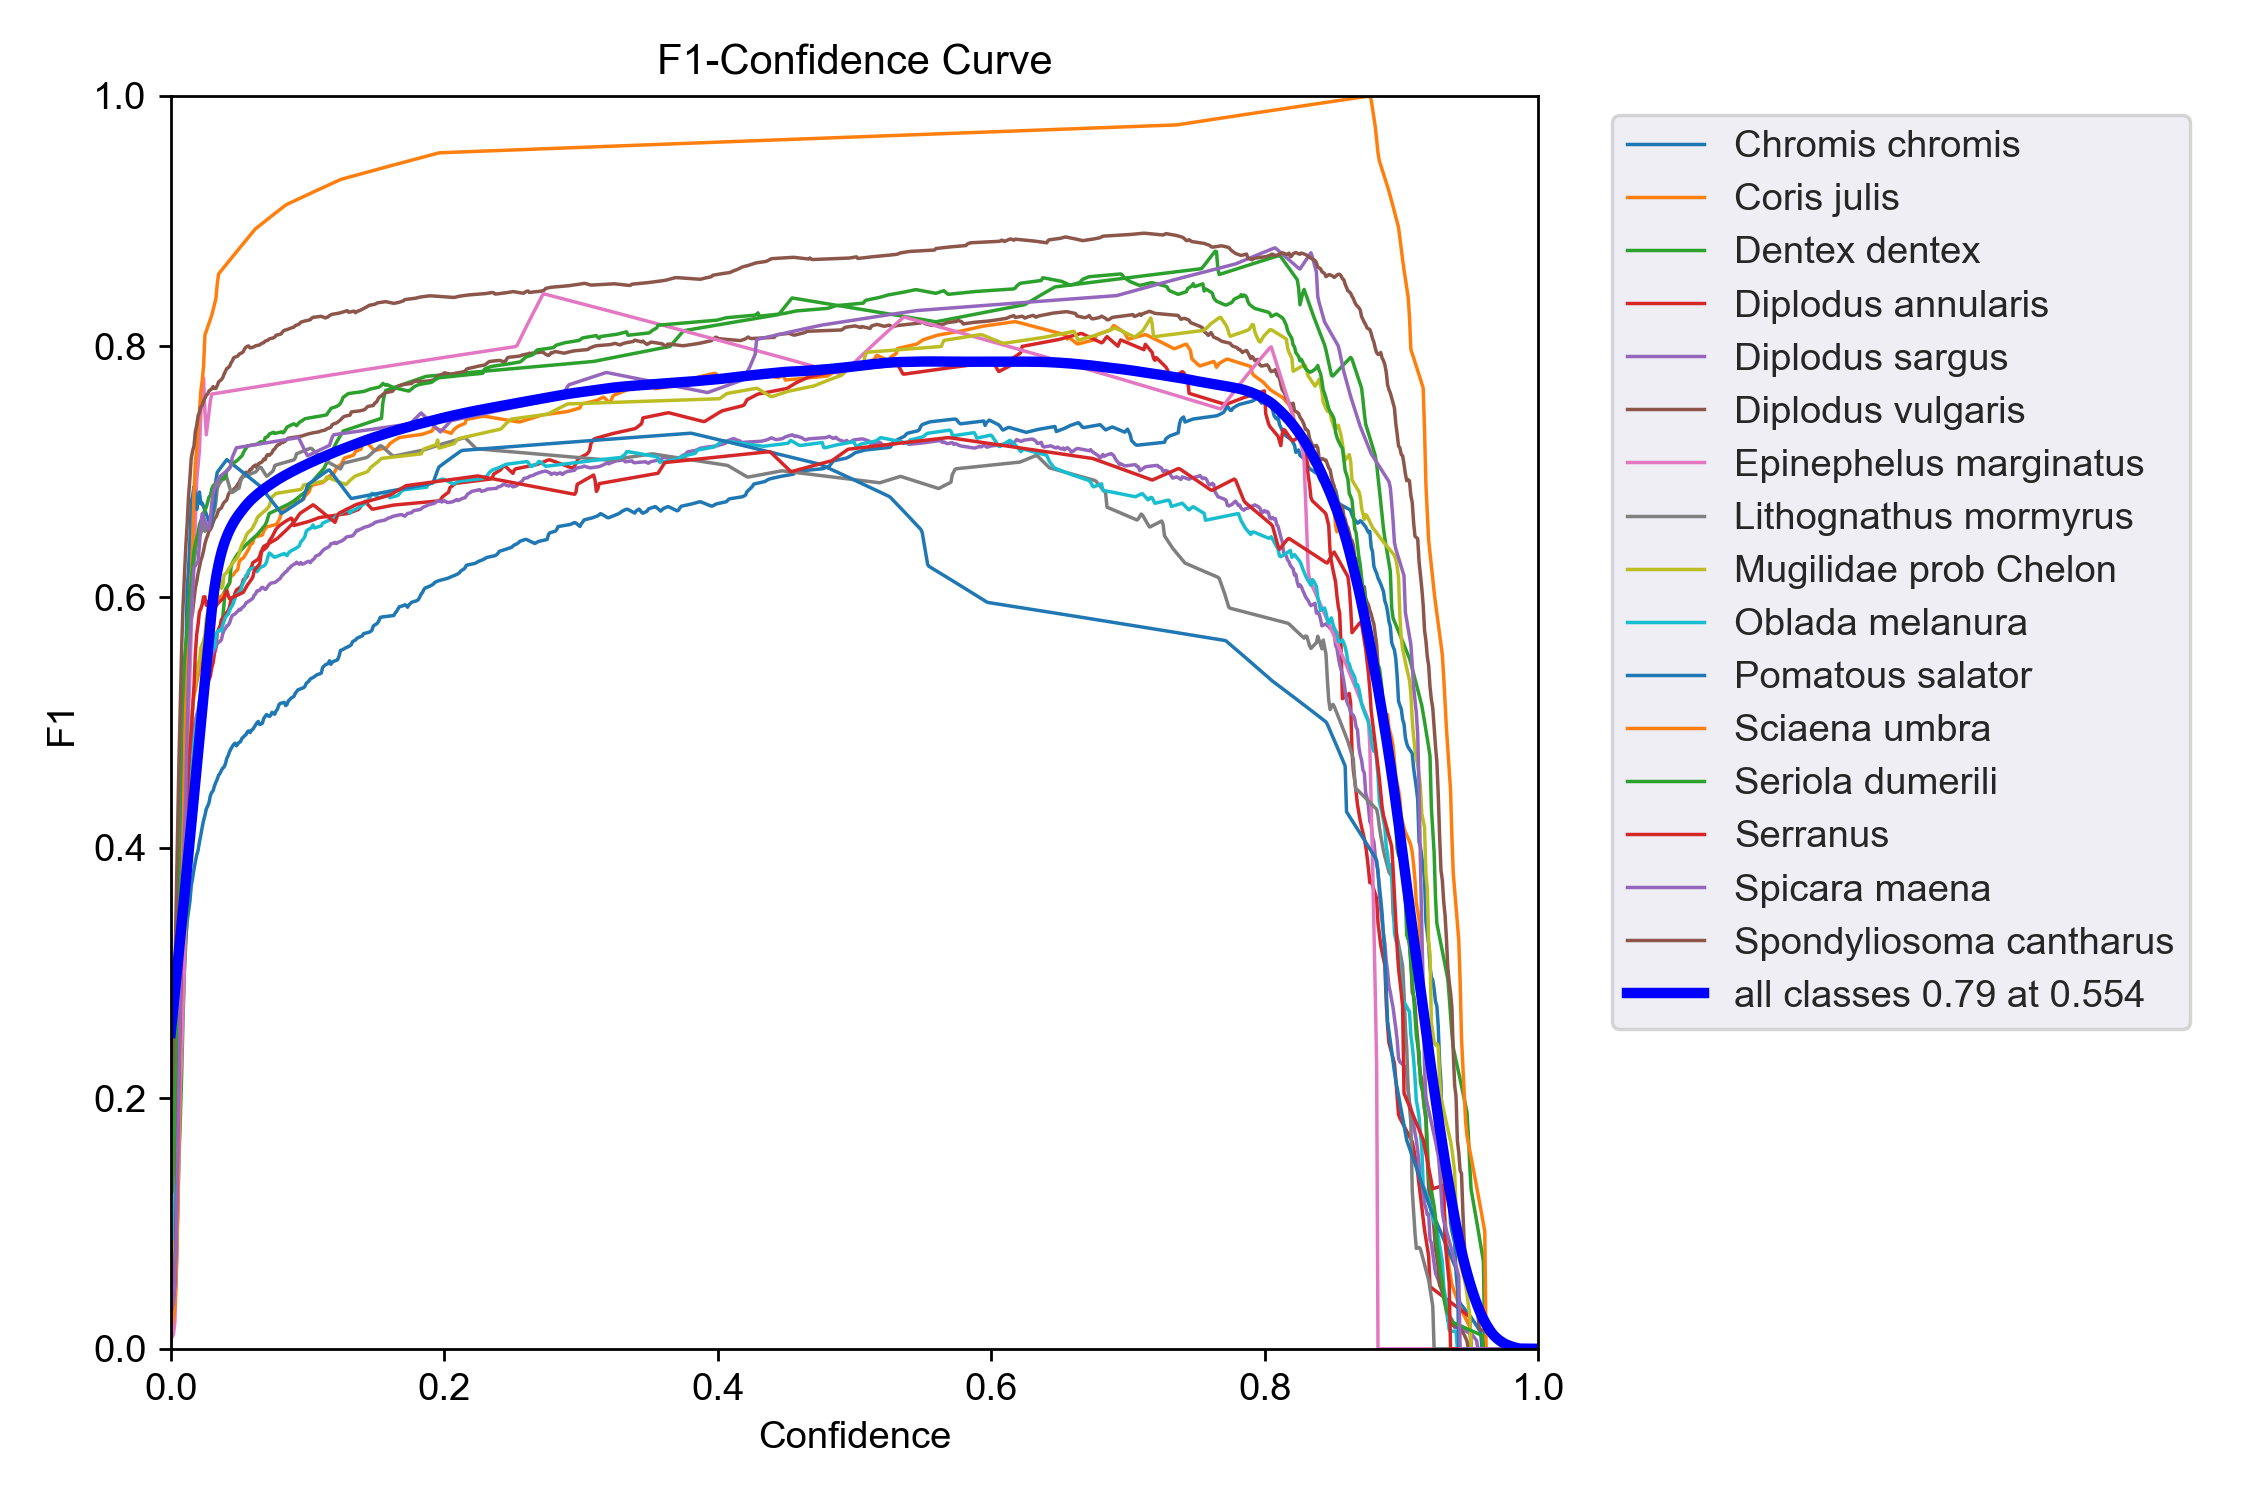 F1-Confidence Curve
1.0
0.8
0.6
0.4
0.2
0.0
F1
0.0 0.2 0.4 0.6 0.8 1.0
Confidence
Chromis chromis
Coris julis
Dentex dentex
Diplodus annularis
Diplodus sargus
Diplodus vulgaris
Epinephelus marginatus
Lithognathus mormyrus
Mugilidae prob Chelon
Oblada melanura
Pomatous salator
Sciaena umbra
Seriola dumerili
Serranus
Spicara maena
Spondyliosoma cantharus
all classes 0.79 at 0.554